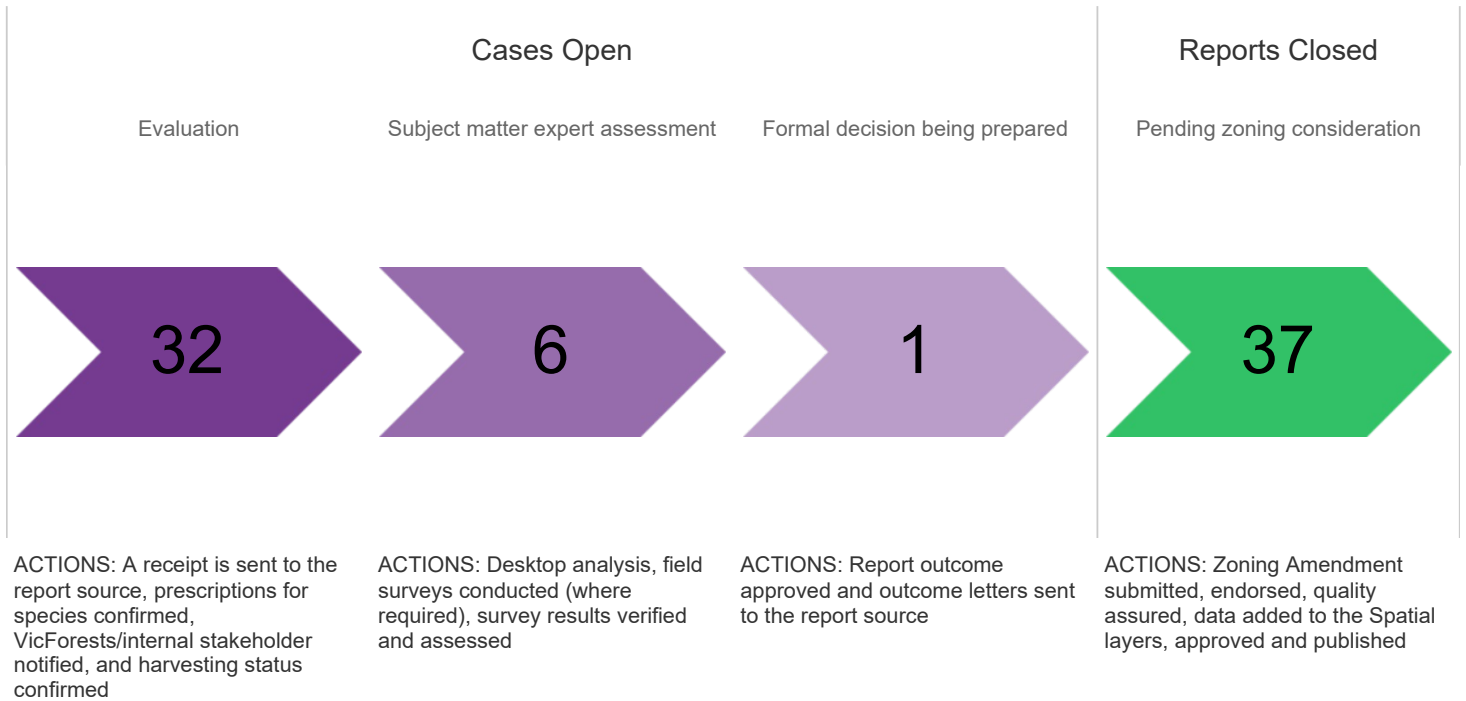 Cases Open
Reports Closed
Evaluation
Subject matter expert assessment
Formal decision being prepared
Pending zoning consideration
32
6
1
37
ACTIONS: A receipt is sent to the
report source, prescriptions for
species confirmed,
VicForests/internal stakeholder
notified, and harvesting status
confirmed
ACTIONS: Desktop analysis, field
surveys conducted (where
required), survey results verified
and assessed
ACTIONS: Report outcome
approved and outcome letters sent
to the report source
ACTIONS: Zoning Amendment
submitted, endorsed, quality
assured, data added to the Spatial
layers, approved and published